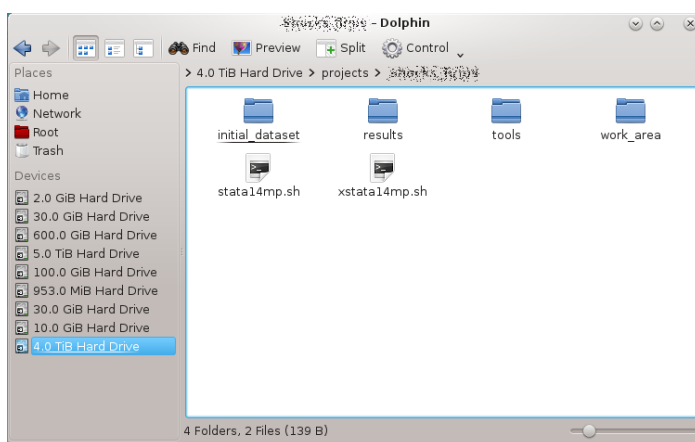 – Dolphin
Find Preview Split Control
Places
> 4.0 TiB Hard Drive > projects >
Home
Network
Root
Trash
Devices
2.0 GiB Hard Drive
30.0 GiB Hard Drive
600.0 GiB Hard Drive
5.0 TiB Hard Drive
100.0 GiB Hard Drive
953.0 MiB Hard Drive
30.0 GiB Hard Drive
10.0 GiB Hard Drive
4.0 TiB Hard Drive
initial_dataset results tools work_area
stata14mp.sh xstata14mp.sh
4 Folders, 2 Files (139 B)